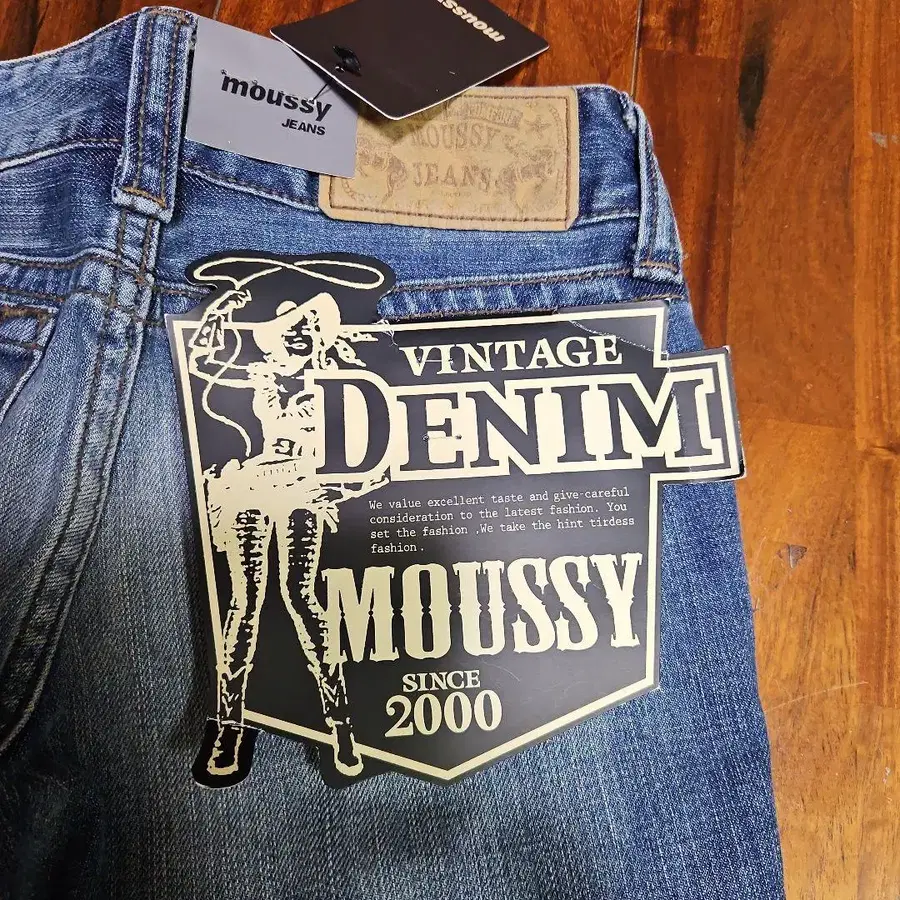 mouss
moussy
JEANS
MOUSSY
JEANS
VINTAGE
DENIM
We value excellent taste and give-careful
consideration to the latest fashion. You
set the fashion ,We take the hint tirdess
fashion.
MOUSSY
SINCE
2000